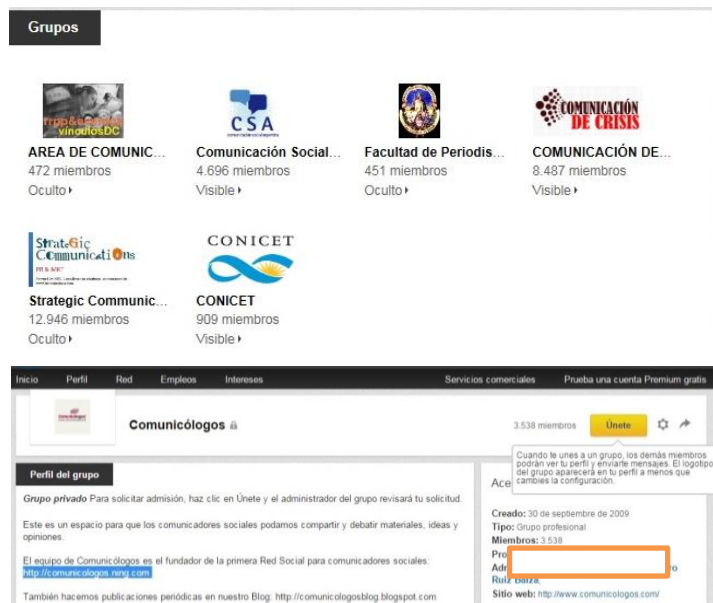 Grupos
rrpp&
vinculosDC
CSA
COMUNICACIÓN
DE CRISIS
AREA DE COMUNIC...
Comunicación Social...
Facultad de Periodis...
COMUNICACIÓN DE...
472 miembros
4.696 miembros
451 miembros
8.487 miembros
Oculto
Visible
Oculto
Visible
StrateGic
Communications
PR & MKT
CONICET
Strategic Communic...
CONICET
12.946 miembros
909 miembros
Oculto
Visible
Inicio Perfil Red Empleos Intereses Servicios comerciales Prueba una cuenta Premium gratis
Comunicólogos
3.538 miembros
Únete
Cuando te unes a un grupo, los demás miembros
podrán ver tu perfil y enviarte mensajes. El logotipo
del grupo aparecerá en tu perfil a menos que
cambies la configuración.
Perfil del grupo
Grupo privado Para solicitar admisión, haz clic en Únete y el administrador del grupo revisará tu solicitud.
Este es un espacio para que los comunicadores sociales podamos compartir y debatir materiales, ideas y
opiniones.
El equipo de Comunicólogos es el fundador de la primera Red Social para comunicadores sociales:
http://comunicologos.ning.com
También hacemos publicaciones periódicas en nuestro Blog: http://comunicologosblog.blogspot.com
Ace
Creado: 30 de septiembre de 2009
Tipo: Grupo profesional
Miembros: 3.538
Pro
Adr ro
Ruiz Balza,
Sitio web: http://www.comunicologos.com/